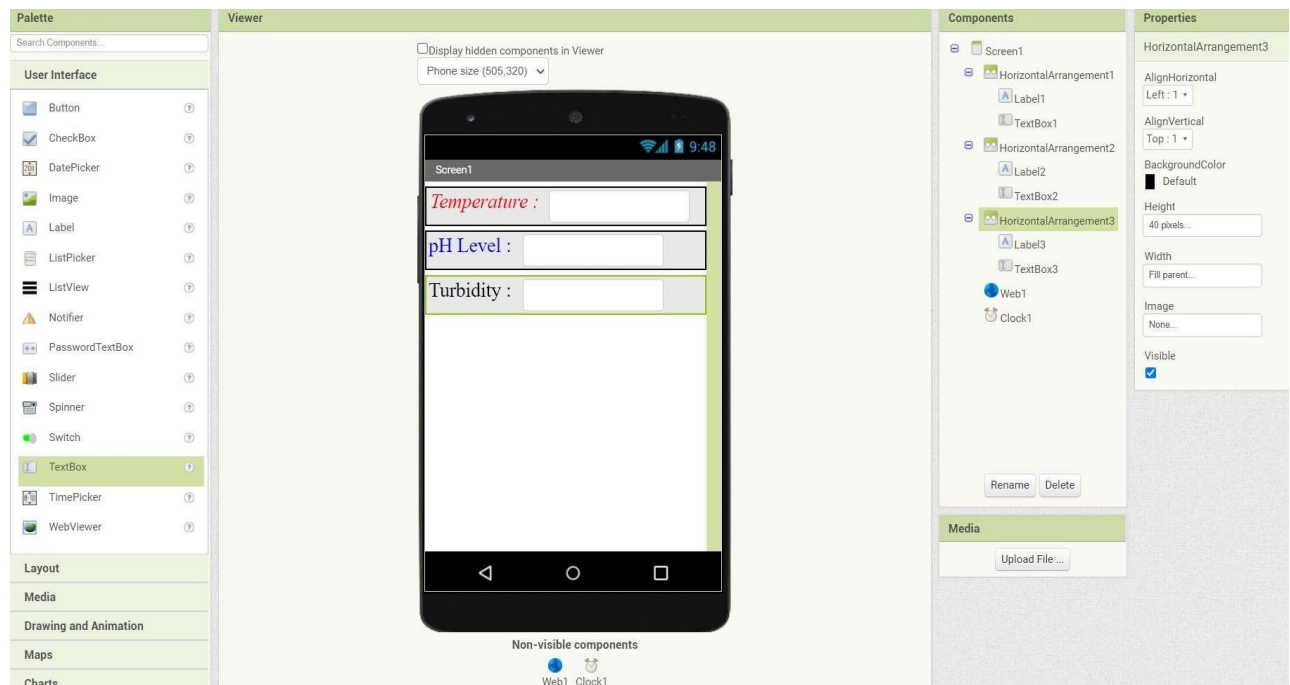 Palette
Search Components...
User Interface
Button
CheckBox
DatePicker
Image
Label
ListPicker
ListView
Notifier
PasswordTextBox
Slider
Spinner
Switch
TextBox
TimePicker
WebViewer
Layout
Media
Drawing and Animation
Maps
Charts
Viewer
Display hidden components in Viewer
Phone size (505,320)
9:48
Screen1
Temperature :
pH Level :
Turbidity :
Non-visible components
Web1 Clock1
Components
Screen1
HorizontalArrangement1
Label1
TextBox1
HorizontalArrangement2
Label2
TextBox2
HorizontalArrangement3
Label3
TextBox3
Web1
Clock1
Rename Delete
Media
Upload File ...
Properties
HorizontalArrangement3
AlignHorizontal
Left : 1
AlignVertical
Top : 1
BackgroundColor
Default
Height
40 pixels...
Width
Fill parent...
Image
None...
Visible